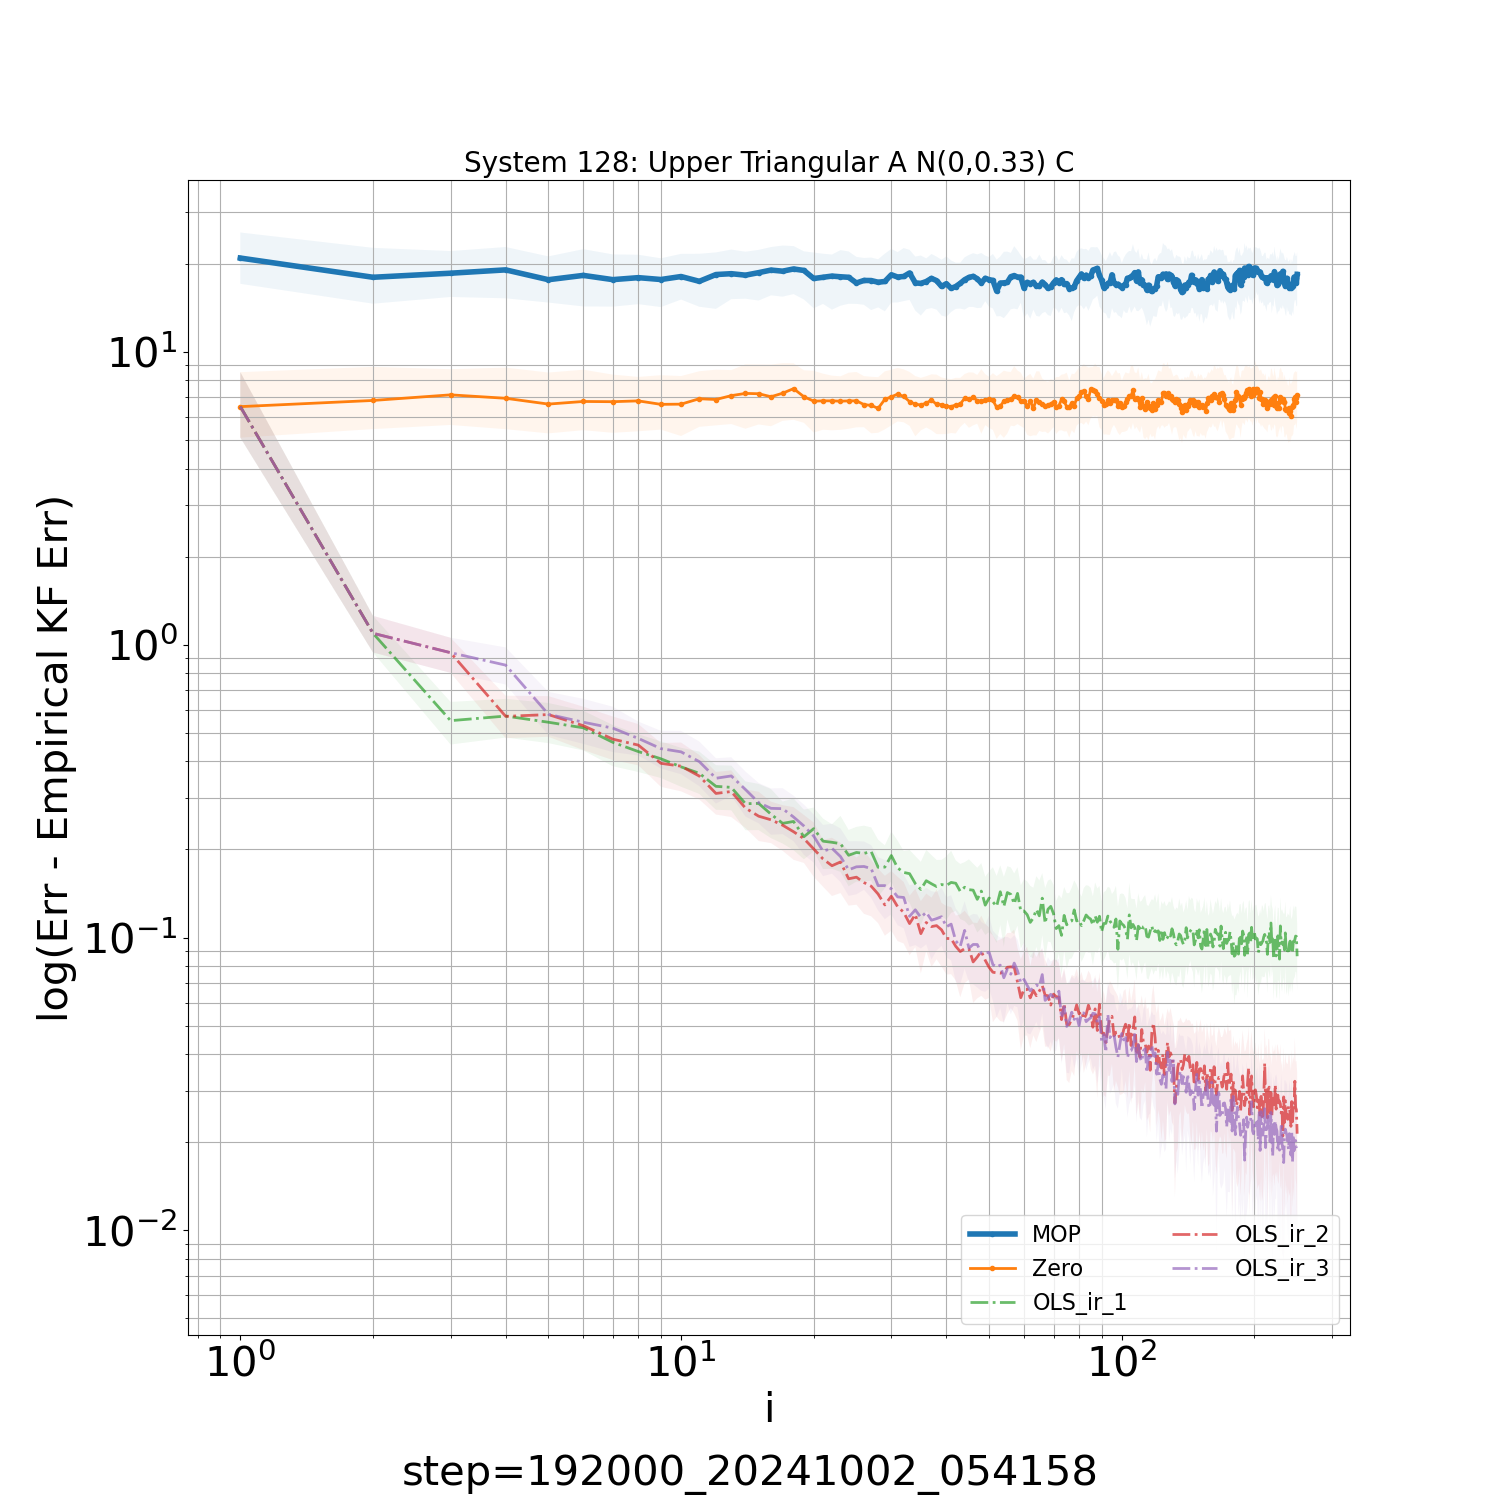 System 128: Upper Triangular A N(0,0.33) C
log(Err - Empirical KF Err)
10¹
10⁰
10⁻¹
10⁻²
MOP
Zero
OLS_ir_1
OLS_ir_2
OLS_ir_3
10⁰ 10¹ 10²
i
step=192000_20241002_054158